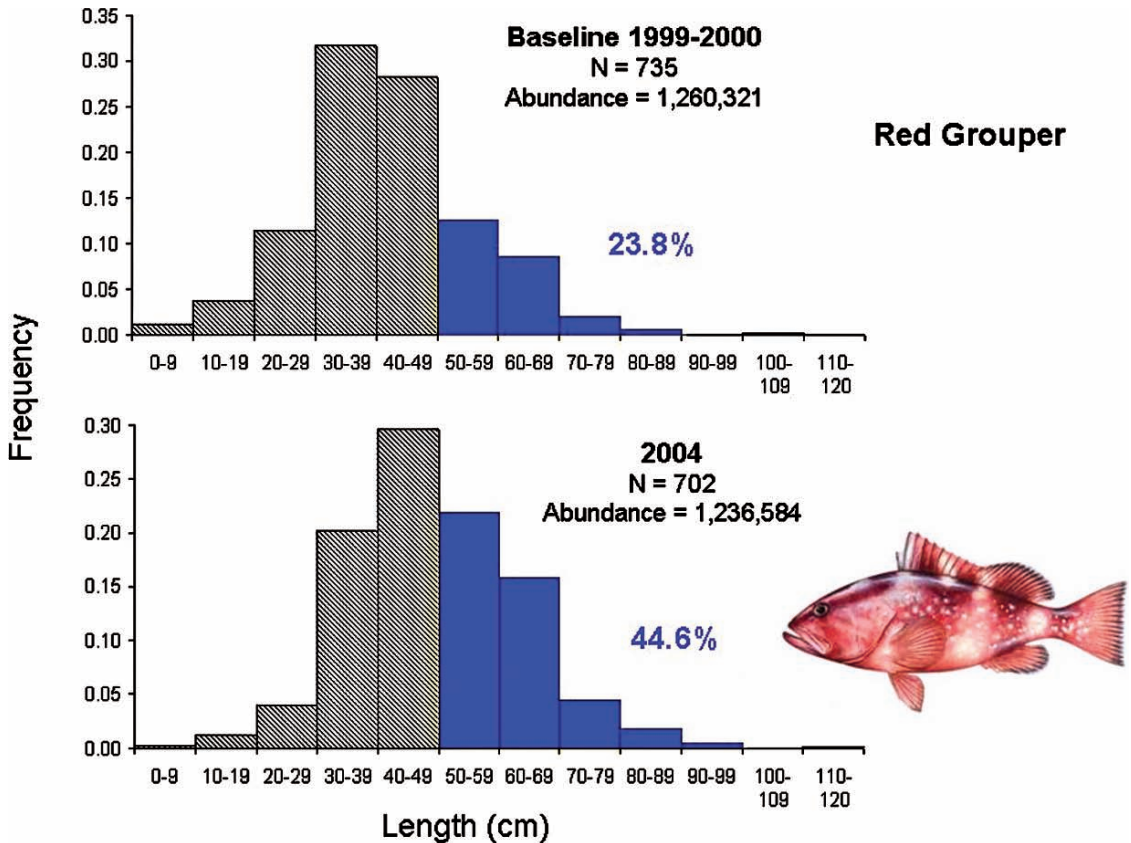 Baseline 1999-2000
N = 735
Abundance = 1,260,321
Red Grouper
0.35
0.30
0.25
0.20
0.15
0.10
0.05
0.00
23.8%
0-9 10-19 20-29 30-39 40-49 50-59 60-69 70-79 80-89 90-99 100-109 110-120
Frequency
2004
N = 702
Abundance = 1,236,584
0.30
0.25
0.20
0.15
0.10
0.05
0.00
44.6%
0-9 10-19 20-29 30-39 40-49 50-59 60-69 70-79 80-89 90-99 100-109 110-120
Length (cm)